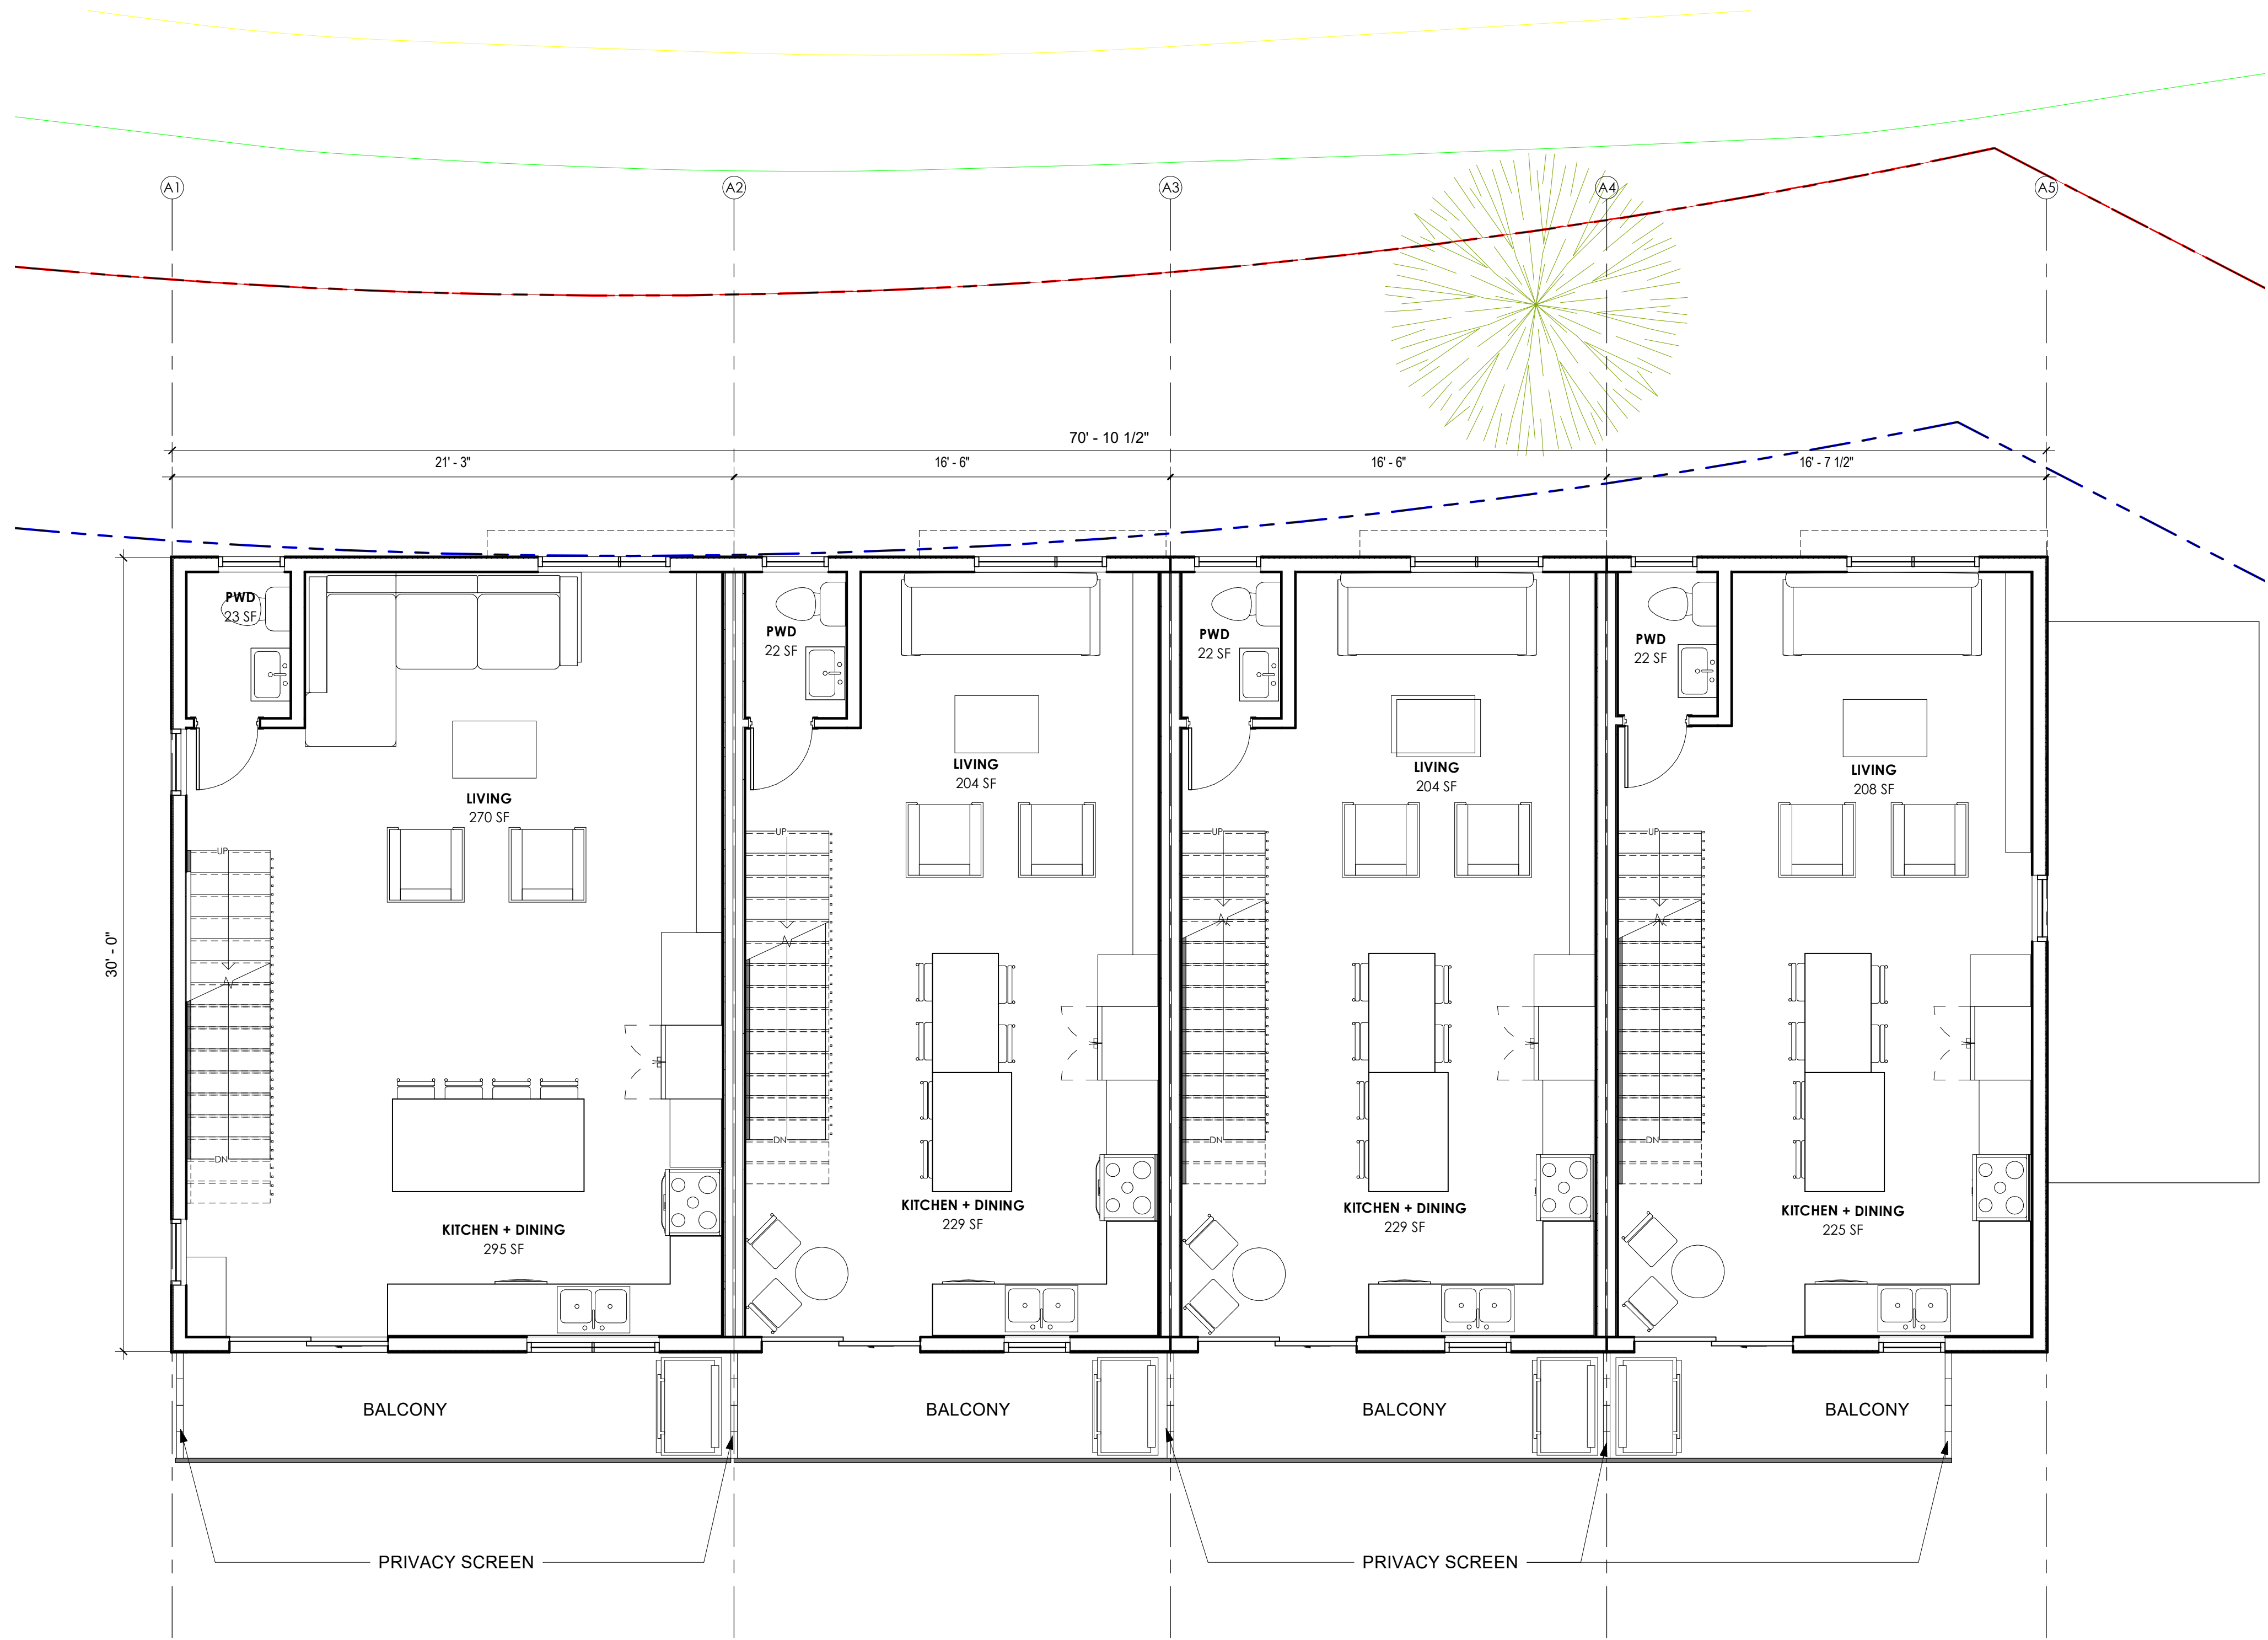 A1
A2
A3
A4
A5
70' - 10 1/2"
21' - 3"
16' - 6"
16' - 6"
16' - 7 1/2"
30' - 0"
PWD
23 SF
PWD
22 SF
PWD
22 SF
PWD
22 SF
LIVING
270 SF
LIVING
204 SF
LIVING
204 SF
LIVING
208 SF
UP
UP
UP
UP
DN
DN
DN
DN
KITCHEN + DINING
295 SF
KITCHEN + DINING
229 SF
KITCHEN + DINING
229 SF
KITCHEN + DINING
225 SF
BALCONY
BALCONY
BALCONY
BALCONY
PRIVACY SCREEN
PRIVACY SCREEN